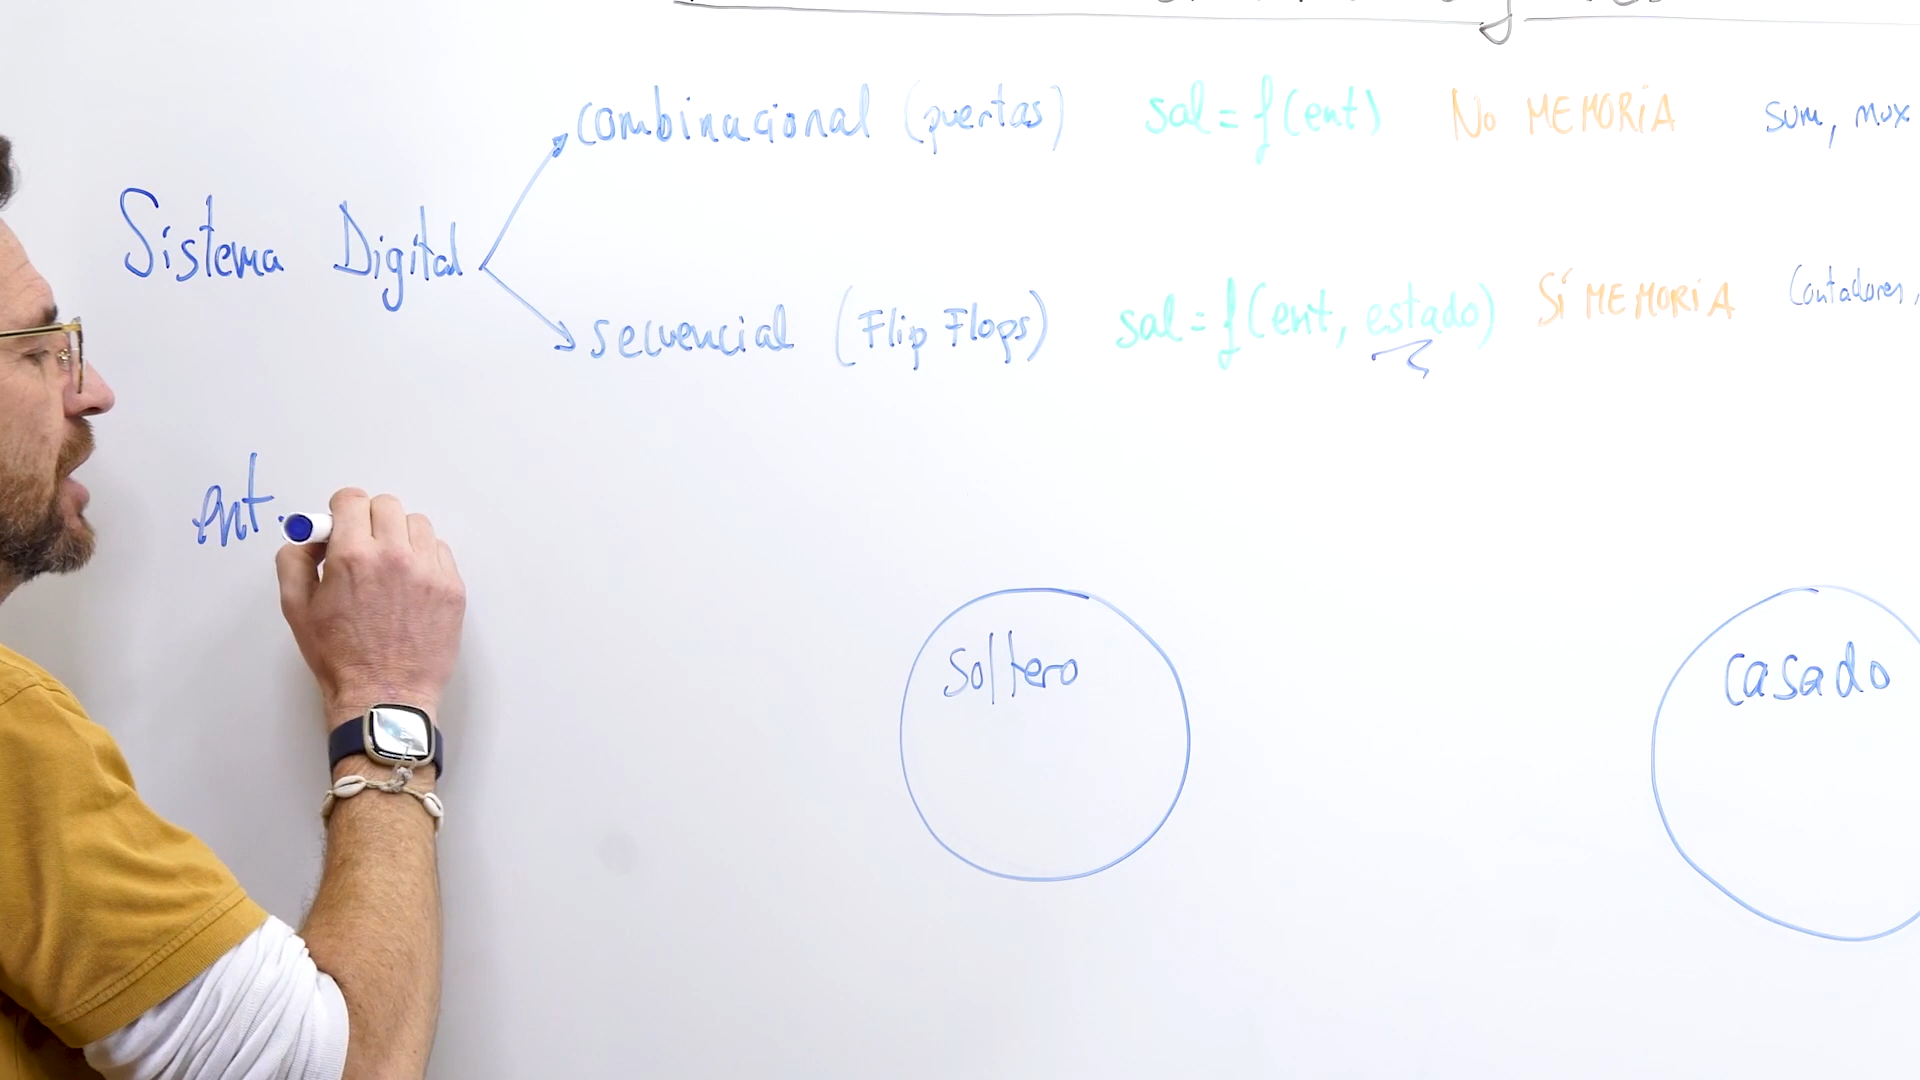 combinacional (puertas) sal = f(ent) No MEMORIA sum, mux
Sistema Digital
secuencial (Flip Flops) sal = f(ent, estado) SÍ MEMORIA Contadores,
ent
soltero
casado